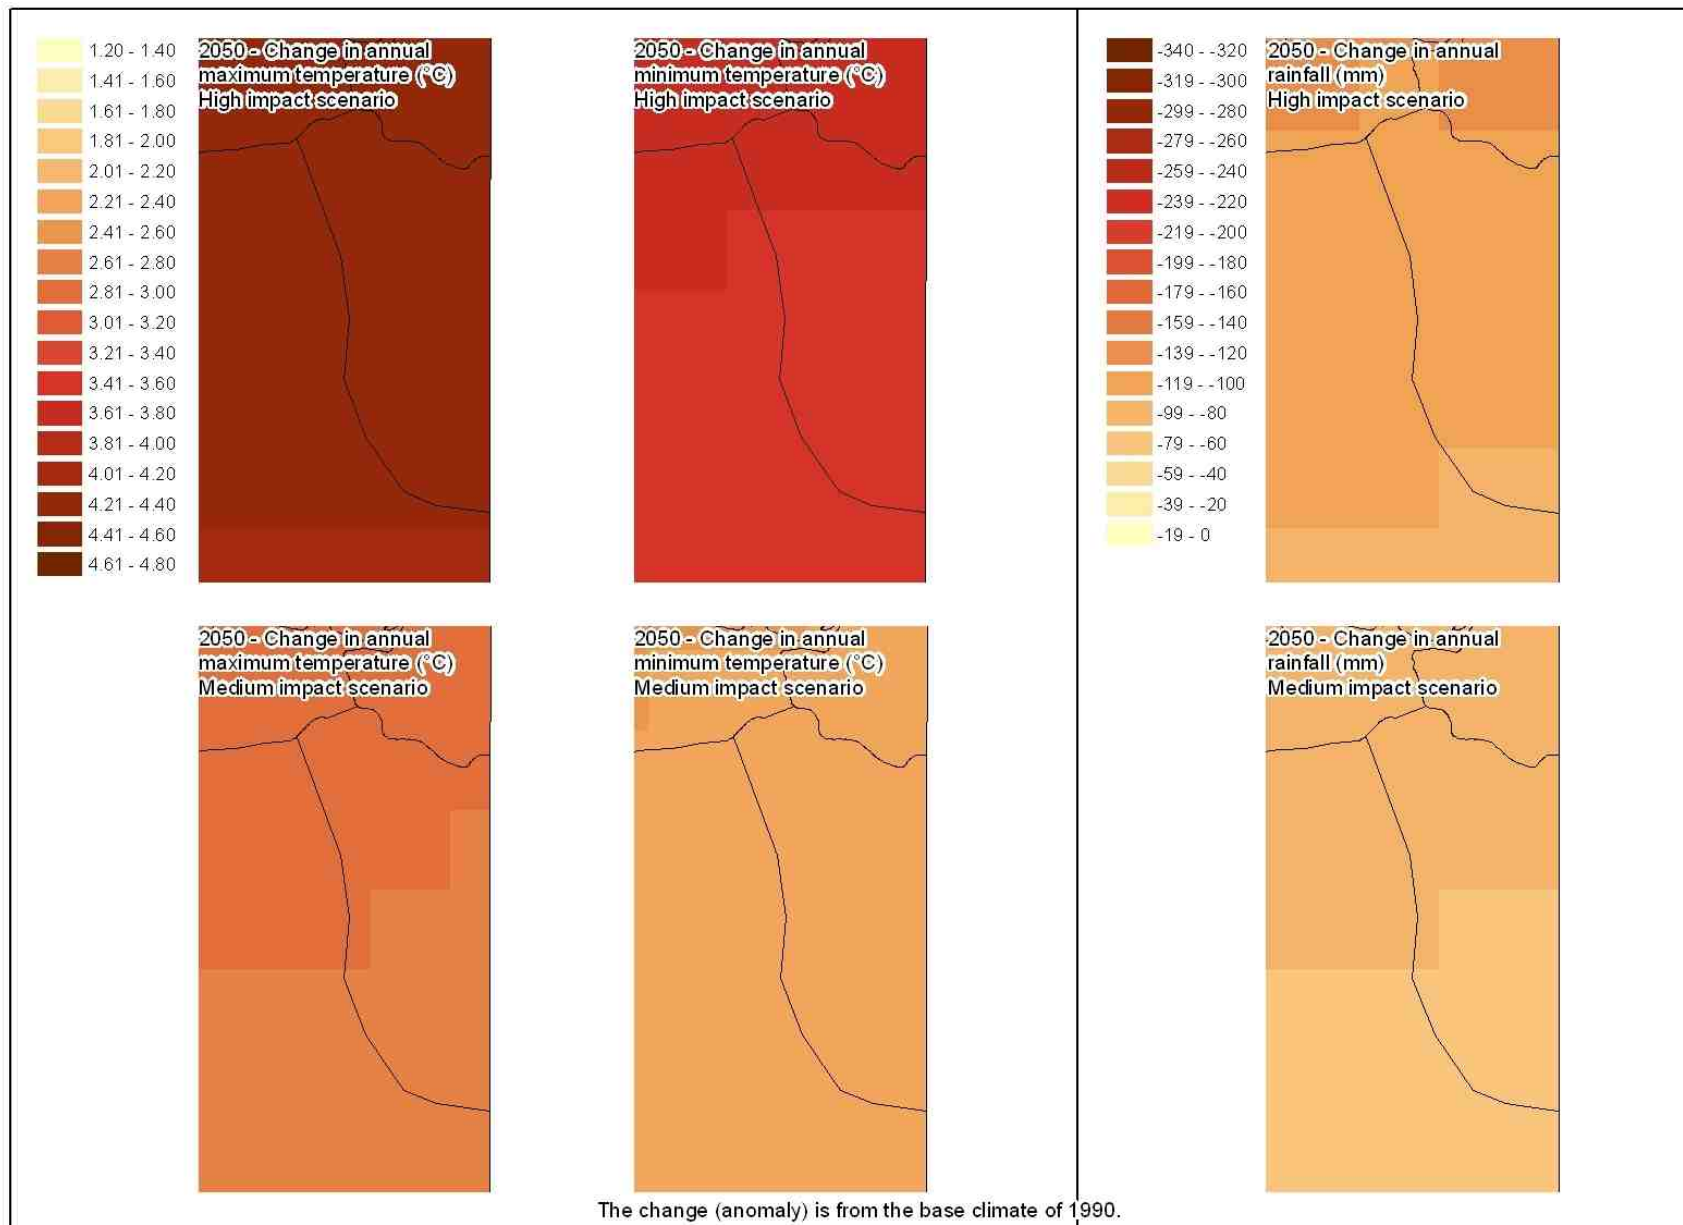 1.20 - 1.40
1.41 - 1.60
1.61 - 1.80
1.81 - 2.00
2.01 - 2.20
2.21 - 2.40
2.41 - 2.60
2.61 - 2.80
2.81 - 3.00
3.01 - 3.20
3.21 - 3.40
3.41 - 3.60
3.61 - 3.80
3.81 - 4.00
4.01 - 4.20
4.21 - 4.40
4.41 - 4.60
4.61 - 4.80
2050 - Change in annual
maximum temperature (°C)
High impact scenario
2050 - Change in annual
minimum temperature (°C)
High impact scenario
-340 - -320
-319 - -300
-299 - -280
-279 - -260
-259 - -240
-239 - -220
-219 - -200
-199 - -180
-179 - -160
-159 - -140
-139 - -120
-119 - -100
-99 - -80
-79 - -60
-59 - -40
-39 - -20
-19 - 0
2050 - Change in annual
rainfall (mm)
High impact scenario
2050 - Change in annual
maximum temperature (°C)
Medium impact scenario
2050 - Change in annual
minimum temperature (°C)
Medium impact scenario
2050 - Change in annual
rainfall (mm)
Medium impact scenario
The change (anomaly) is from the base climate of 1990.